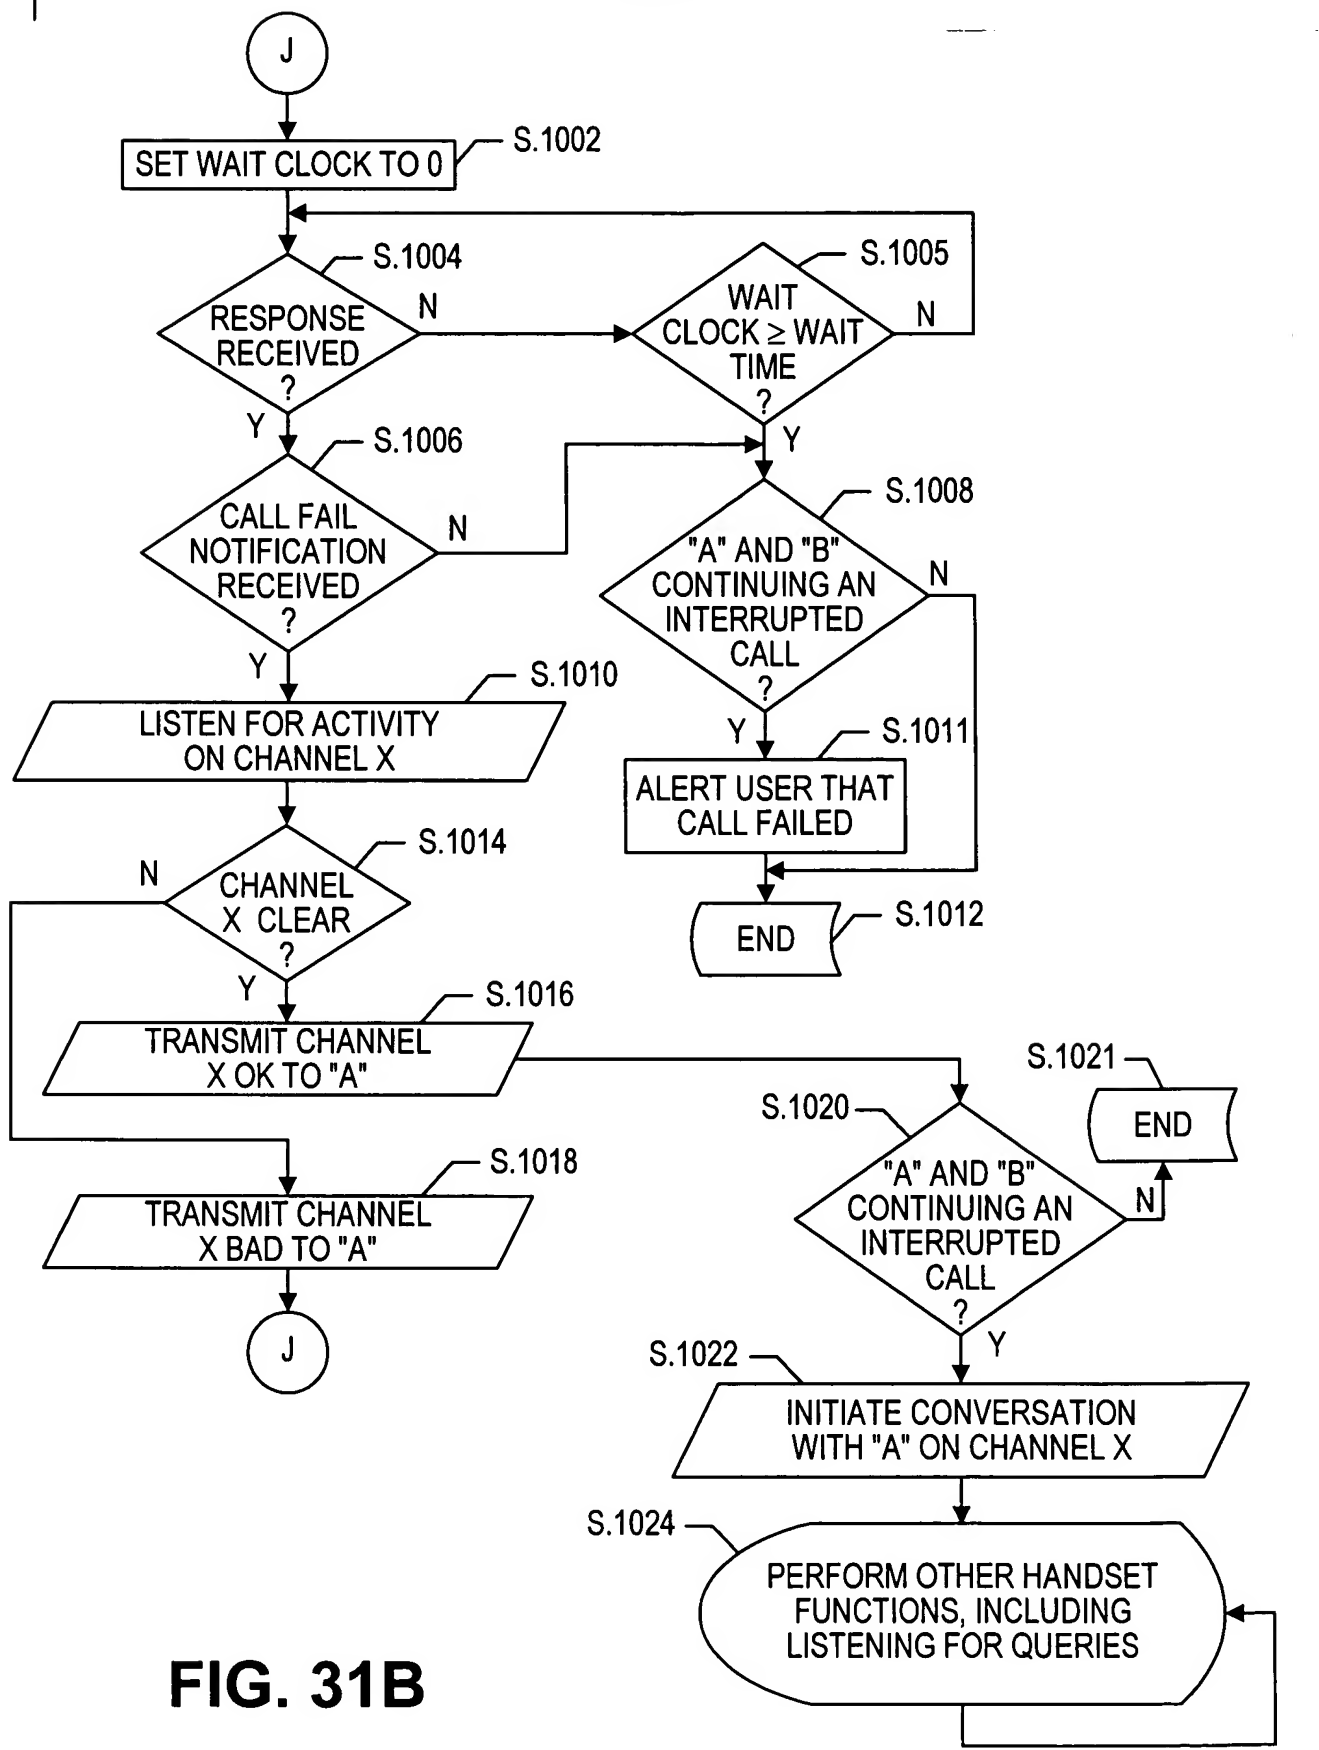 J
S.1002
SET WAIT CLOCK TO 0
S.1004
RESPONSE
RECEIVED
?
N
Y
S.1005
WAIT
CLOCK ≥ WAIT
TIME
?
N
Y
S.1006
CALL FAIL
NOTIFICATION
RECEIVED
?
N
Y
S.1008
"A" AND "B"
CONTINUING AN
INTERRUPTED
CALL
?
N
Y
S.1010
LISTEN FOR ACTIVITY
ON CHANNEL X
S.1011
ALERT USER THAT
CALL FAILED
S.1012
END
S.1014
CHANNEL
X CLEAR
?
N
Y
S.1016
TRANSMIT CHANNEL
X OK TO "A"
S.1018
TRANSMIT CHANNEL
X BAD TO "A"
J
S.1020
"A" AND "B"
CONTINUING AN
INTERRUPTED
CALL
?
N
Y
S.1021
END
S.1022
INITIATE CONVERSATION
WITH "A" ON CHANNEL X
S.1024
PERFORM OTHER HANDSET
FUNCTIONS, INCLUDING
LISTENING FOR QUERIES
FIG. 31B